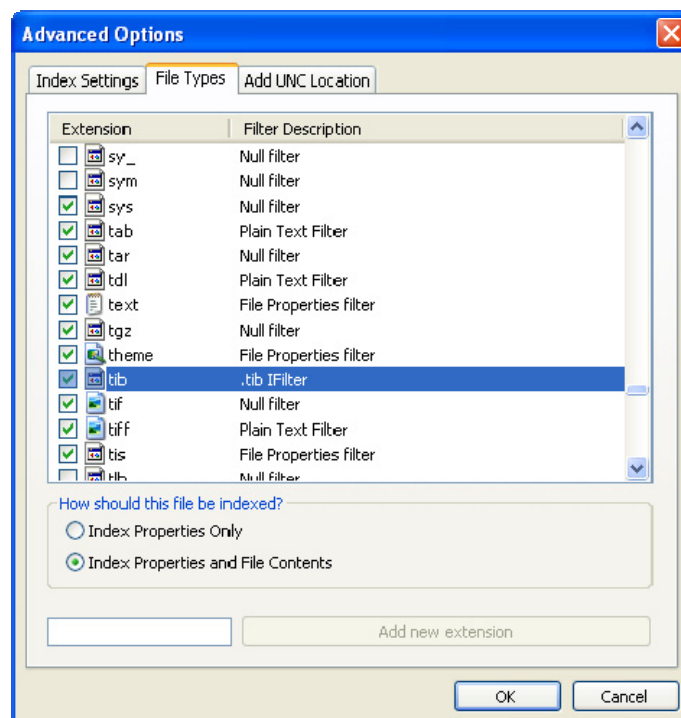 Advanced Options
Index Settings File Types Add UNC Location
Extension Filter Description
sy_ Null filter
sym Null filter
sys Null filter
tab Plain Text Filter
tar Null filter
tdl Plain Text Filter
text File Properties filter
tgz Null filter
theme File Properties filter
tib .tib IFilter
tif Null filter
tiff Plain Text Filter
tis File Properties filter
tlb Null filter
How should this file be indexed?
Index Properties Only
Index Properties and File Contents
Add new extension
OK Cancel